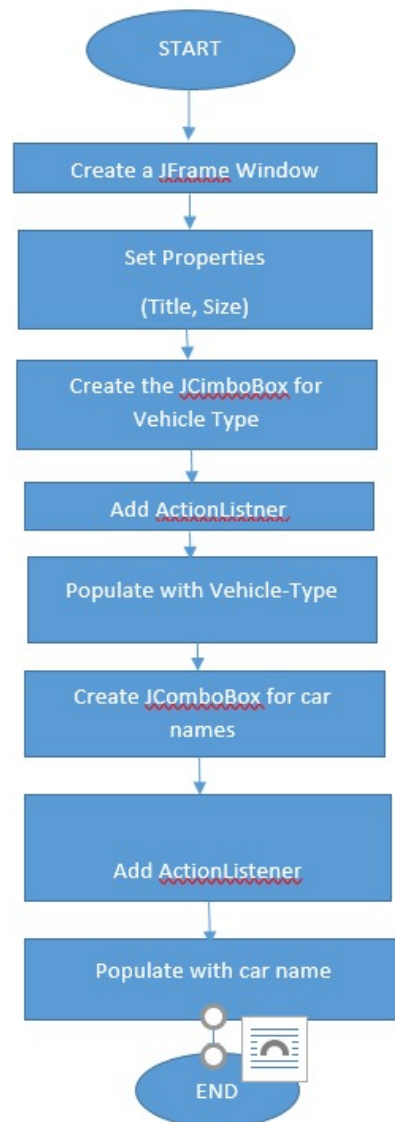 START
Create a JFrame Window
Set Properties
(Title, Size)
Create the JCimboBox for
Vehicle Type
Add ActionListner
Populate with Vehicle-Type
Create JComboBox for car
names
Add ActionListener
Populate with car name
END